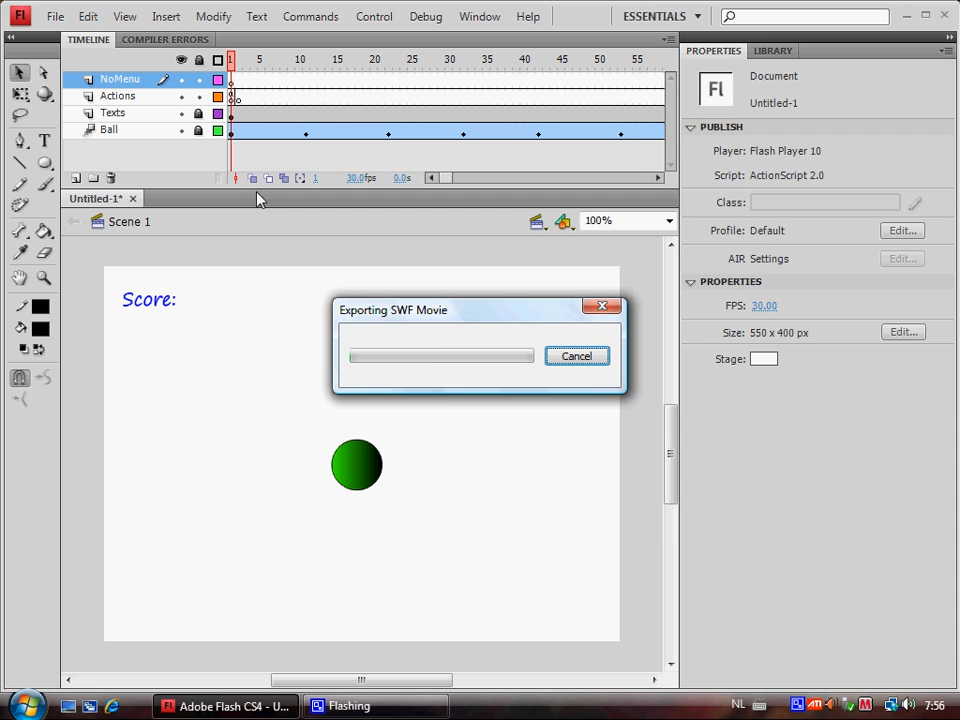 Fl File Edit View Insert Modify Text Commands Control Debug Window Help ESSENTIALS
TIMELINE COMPILER ERRORS
1 5 10 15 20 25 30 35 40 45 50 55
NoMenu
Actions
Texts
Ball
1 30.0fps 0.0s
Untitled-1*
Scene 1
100%
Score:
Exporting SWF Movie
Cancel
PROPERTIES LIBRARY
Fl
Document
Untitled-1
PUBLISH
Player: Flash Player 10
Script: ActionScript 2.0
Class:
Profile: Default Edit...
AIR Settings Edit...
PROPERTIES
FPS: 30.00
Size: 550 x 400 px Edit...
Stage:
Fl Adobe Flash CS4 - U... Flashing NL 7:56